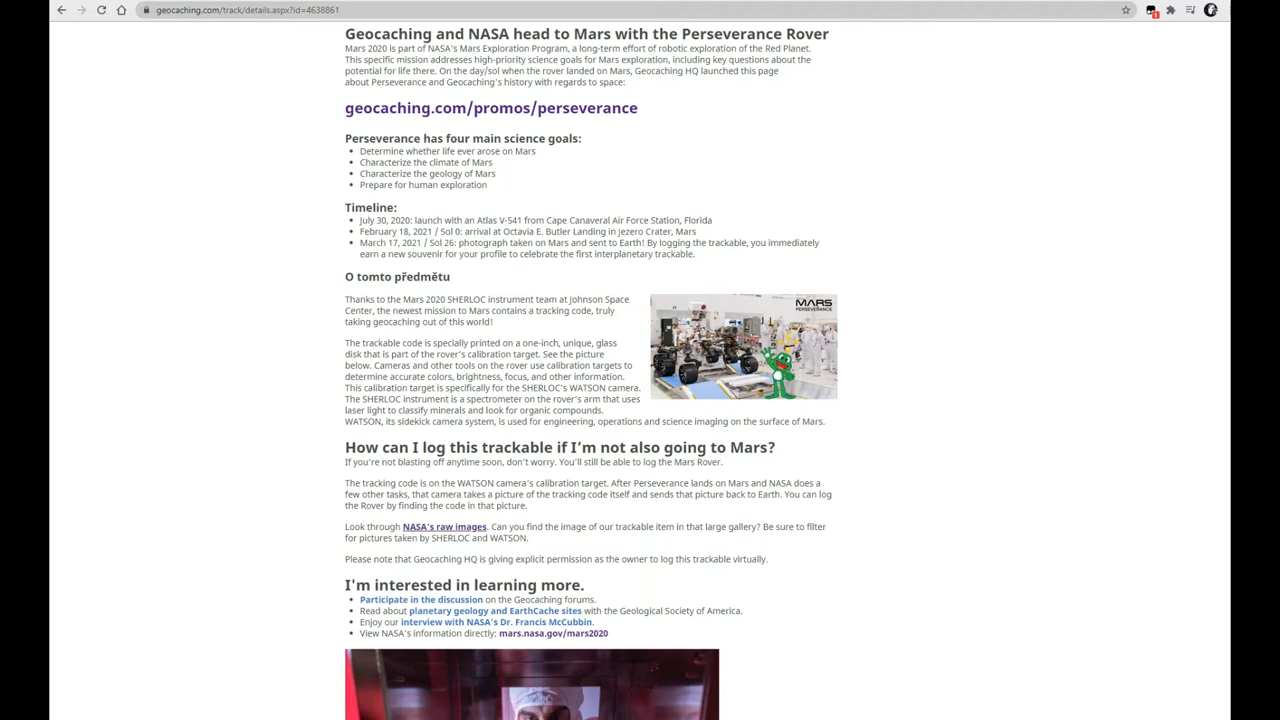 geocaching.com/track/details.aspx?id=4638861
Geocaching and NASA head to Mars with the Perseverance Rover
Mars 2020 is part of NASA's Mars Exploration Program, a long-term effort of robotic exploration of the Red Planet.
This specific mission addresses high-priority science goals for Mars exploration, including key questions about the
potential for life there. On the day/sol when the rover landed on Mars, Geocaching HQ launched this page
about Perseverance and Geocaching's history with regards to space:
geocaching.com/promos/perseverance
Perseverance has four main science goals:
• Determine whether life ever arose on Mars
• Characterize the climate of Mars
• Characterize the geology of Mars
• Prepare for human exploration
Timeline:
• July 30, 2020: launch with an Atlas V-541 from Cape Canaveral Air Force Station, Florida
• February 18, 2021 / Sol 0: arrival at Octavia E. Butler Landing in Jezero Crater, Mars
• March 17, 2021 / Sol 26: photograph taken on Mars and sent to Earth! By logging the trackable, you immediately
earn a new souvenir for your profile to celebrate the first interplanetary trackable.
O tomto předmětu
Thanks to the Mars 2020 SHERLOC instrument team at Johnson Space
Center, the newest mission to Mars contains a tracking code, truly
taking geocaching out of this world!
MARS
PERSEVERANCE
The trackable code is specially printed on a one-inch, unique, glass
disk that is part of the rover's calibration target. See the picture
below. Cameras and other tools on the rover use calibration targets to
determine accurate colors, brightness, focus, and other information.
This calibration target is specifically for the SHERLOC's WATSON camera.
The SHERLOC instrument is a spectrometer on the rover's arm that uses
laser light to classify minerals and look for organic compounds.
WATSON, its sidekick camera system, is used for engineering, operations and science imaging on the surface of Mars.
How can I log this trackable if I'm not also going to Mars?
If you're not blasting off anytime soon, don't worry. You'll still be able to log the Mars Rover.
The tracking code is on the WATSON camera's calibration target. After Perseverance lands on Mars and NASA does a
few other tasks, that camera takes a picture of the tracking code itself and sends that picture back to Earth. You can log
the Rover by finding the code in that picture.
Look through NASA's raw images. Can you find the image of our trackable item in that large gallery? Be sure to filter
for pictures taken by SHERLOC and WATSON.
Please note that Geocaching HQ is giving explicit permission as the owner to log this trackable virtually.
I'm interested in learning more.
• Participate in the discussion on the Geocaching forums.
• Read about planetary geology and EarthCache sites with the Geological Society of America.
• Enjoy our interview with NASA's Dr. Francis McCubbin.
• View NASA's information directly: mars.nasa.gov/mars2020